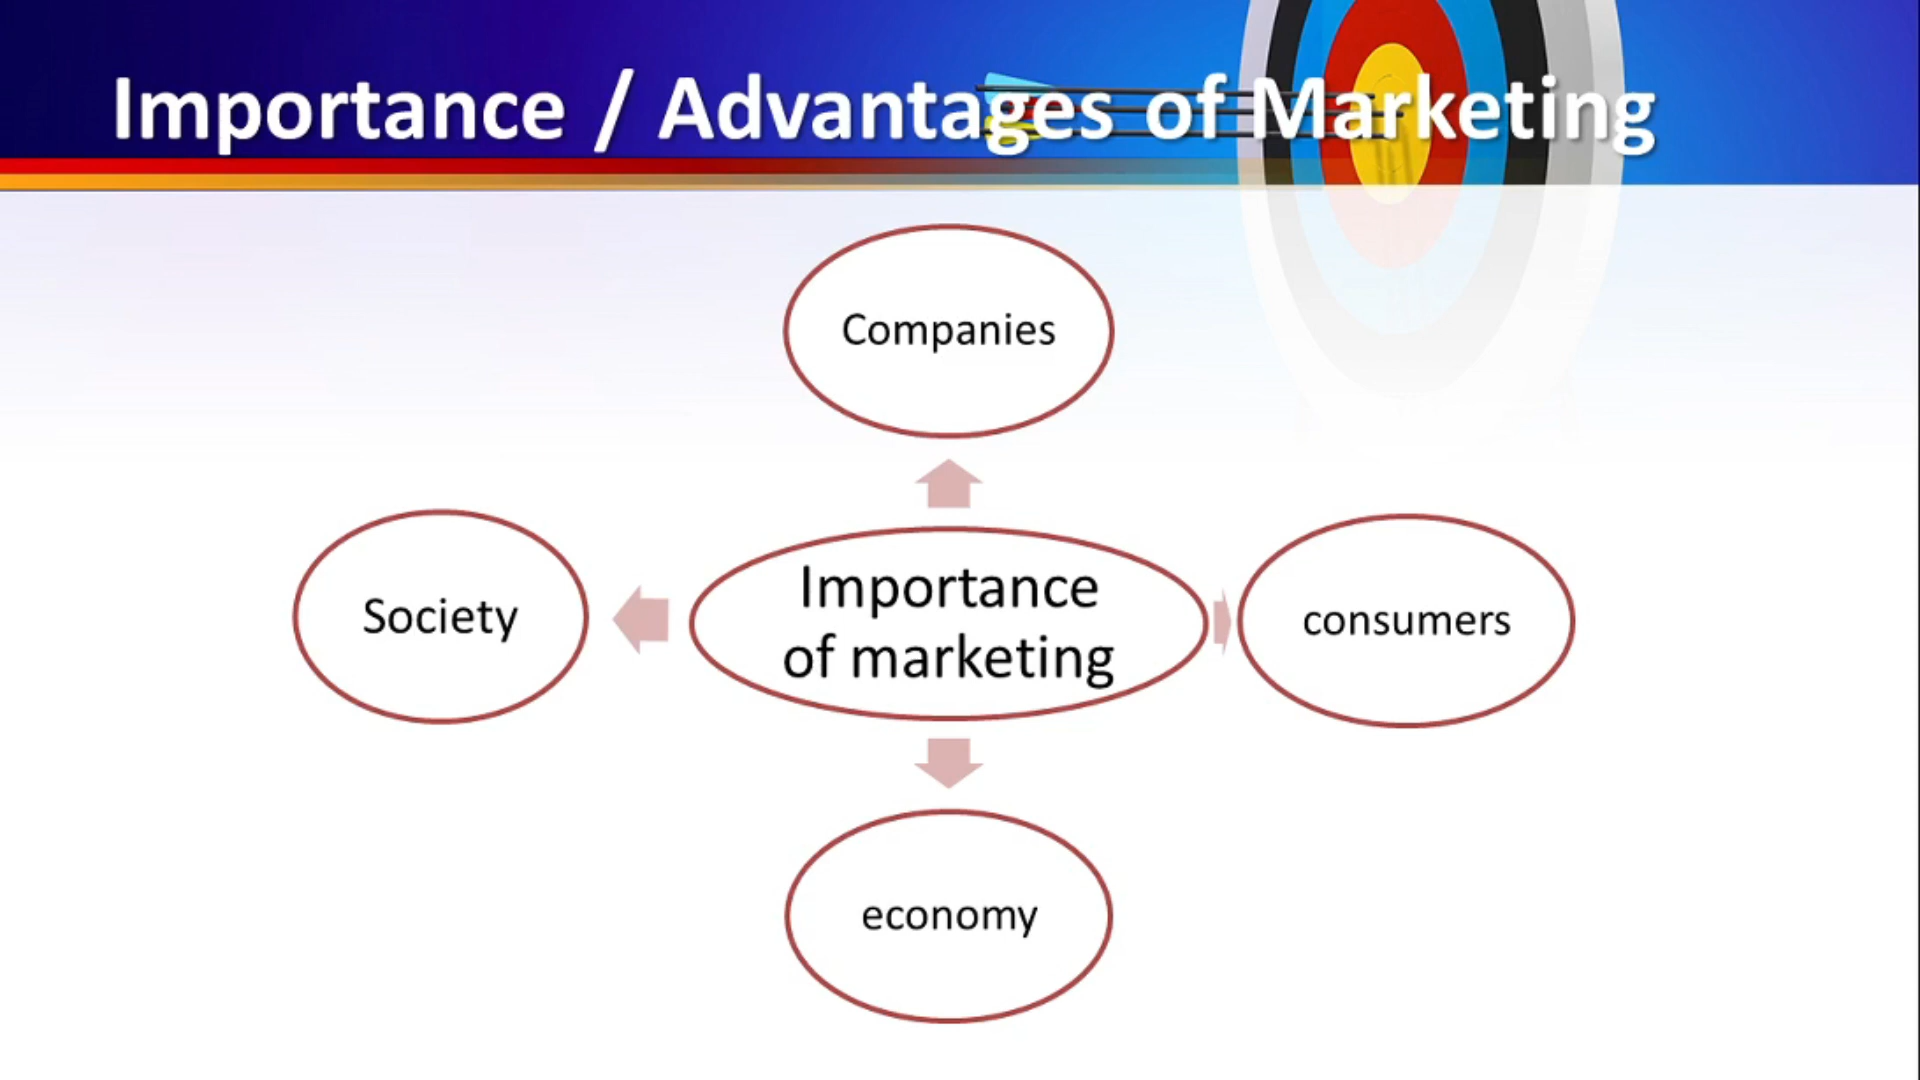 Importance / Advantages of Marketing
Companies
Society
Importance
of marketing
consumers
economy